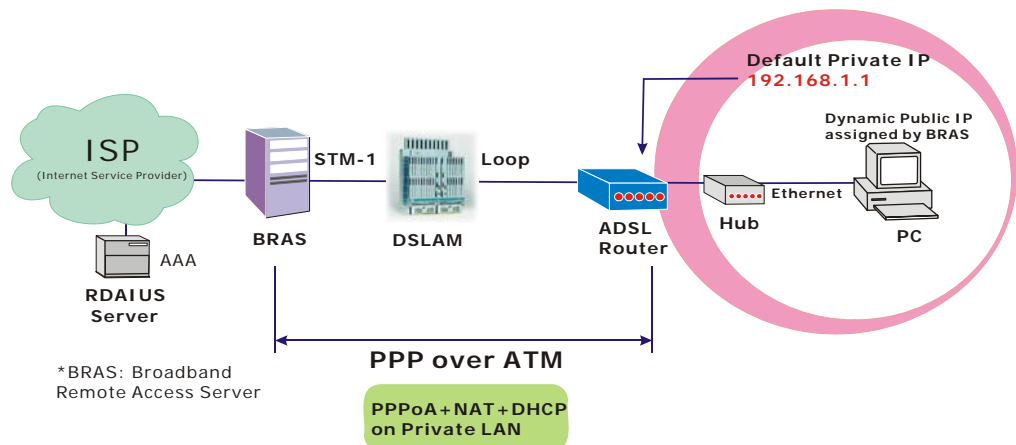 Default Private IP
192.168.1.1
Dynamic Public IP
assigned by BRAS
ISP
(Internet Service Provider)
STM-1
Loop
Ethernet
BRAS
DSLAM
ADSL
Router
Hub
PC
AAA
RDAIUS
Server
PPP over ATM
*BRAS: Broadband
Remote Access Server
PPPoA+NAT+DHCP
on Private LAN